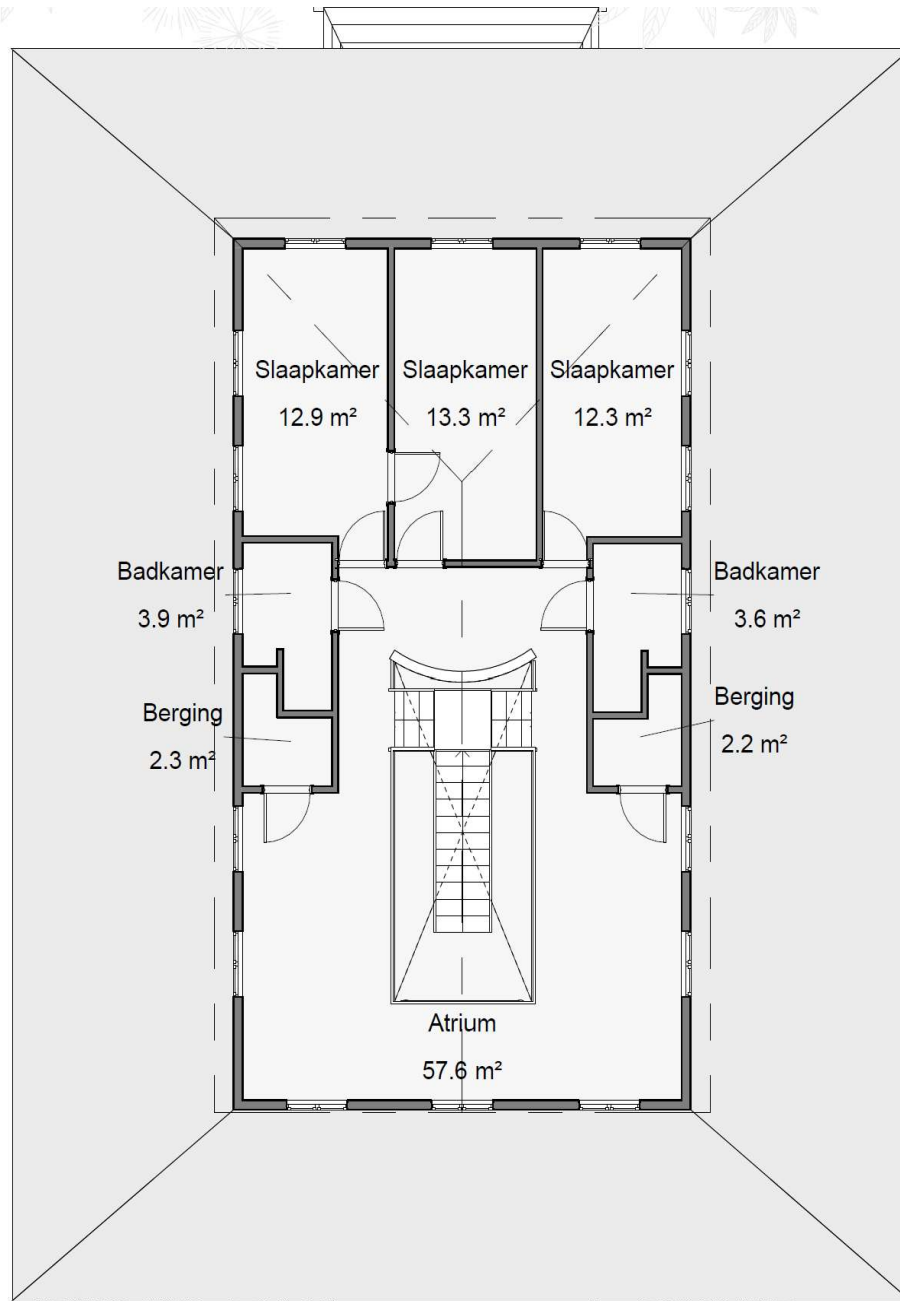 Slaapkamer
12.9 m²
Slaapkamer
13.3 m²
Slaapkamer
12.3 m²
Badkamer
3.9 m²
Badkamer
3.6 m²
Berging
2.3 m²
Berging
2.2 m²
Atrium
57.6 m²